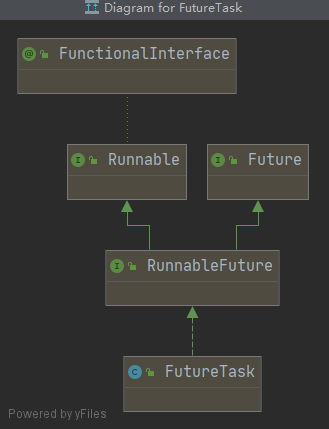 Diagram for FutureTask
@ FunctionalInterface
I Runnable
I Future
I RunnableFuture
C FutureTask
Powered by yFiles